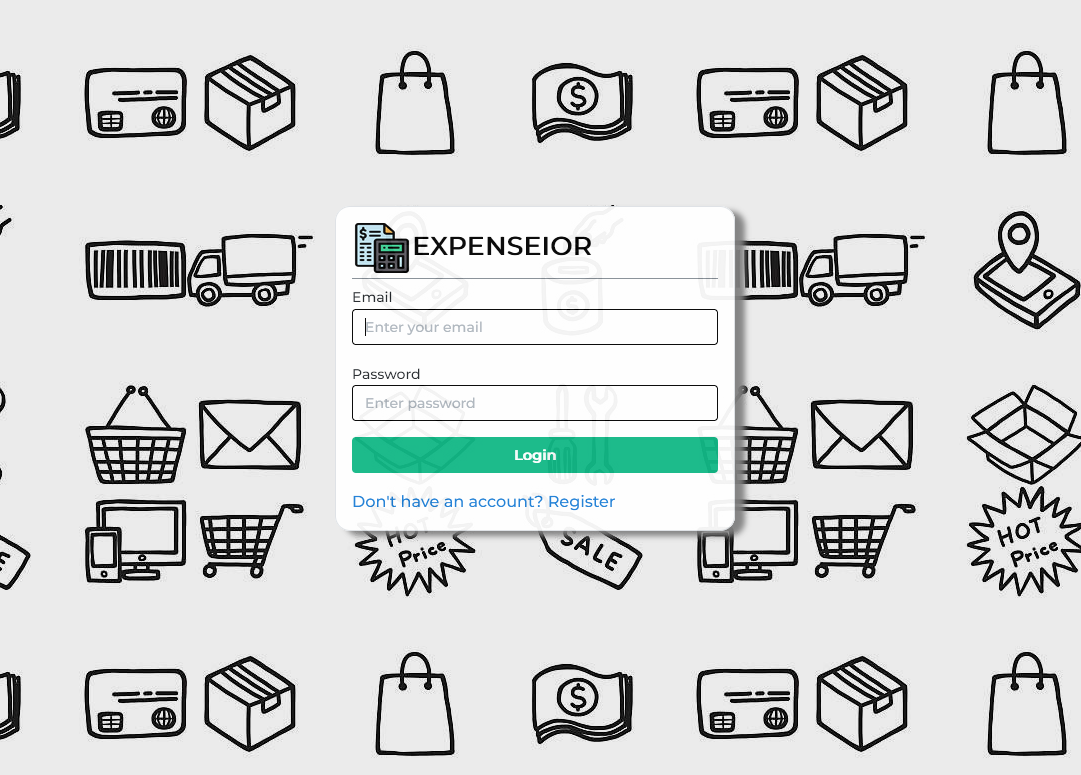 EXPENSEIOR
Email
Enter your email
Password
Enter password
Login
Don't have an account? Register
HOT
Price
SALE
HOT
Price